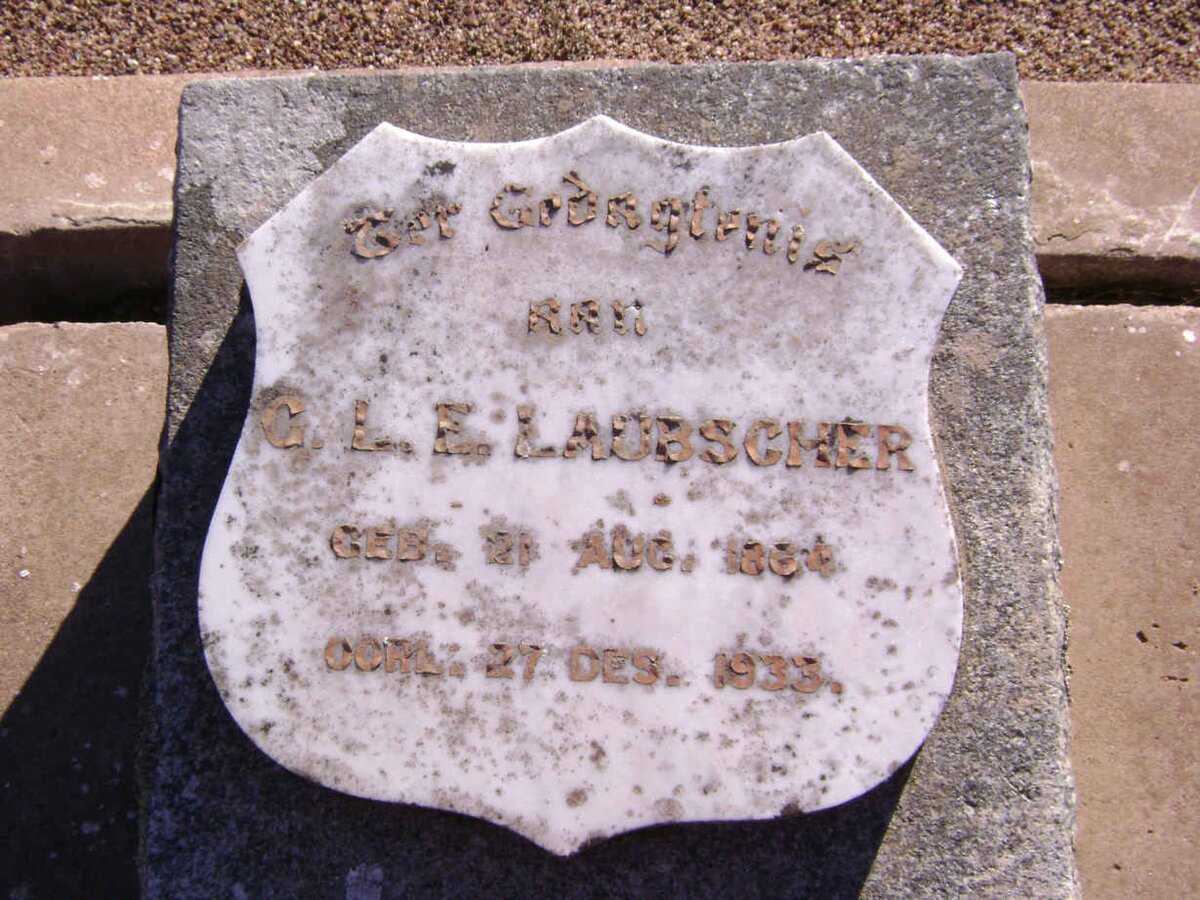 Ter Gedagtenis
aan
G. L. E. LAUBSCHER
GEB. 21 AUG. 1864
OORL. 27 DES. 1933.